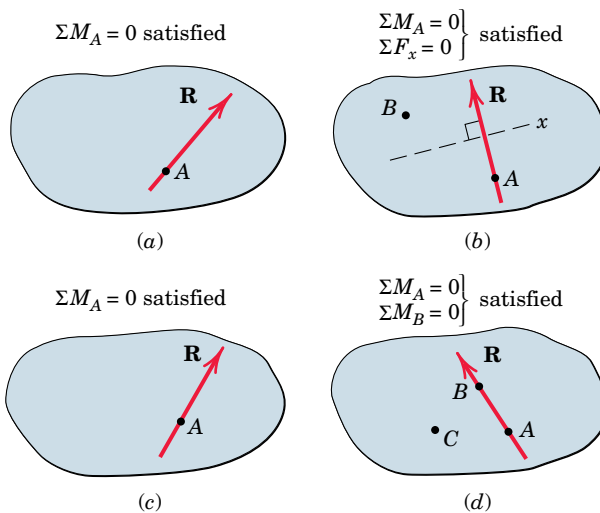 ΣM_A = 0 satisfied
R
A
(a)
ΣM_A = 0
ΣF_x = 0} satisfied
B
R
x
A
(b)
ΣM_A = 0 satisfied
R
A
(c)
ΣM_A = 0
ΣM_B = 0} satisfied
R
B
C
A
(d)